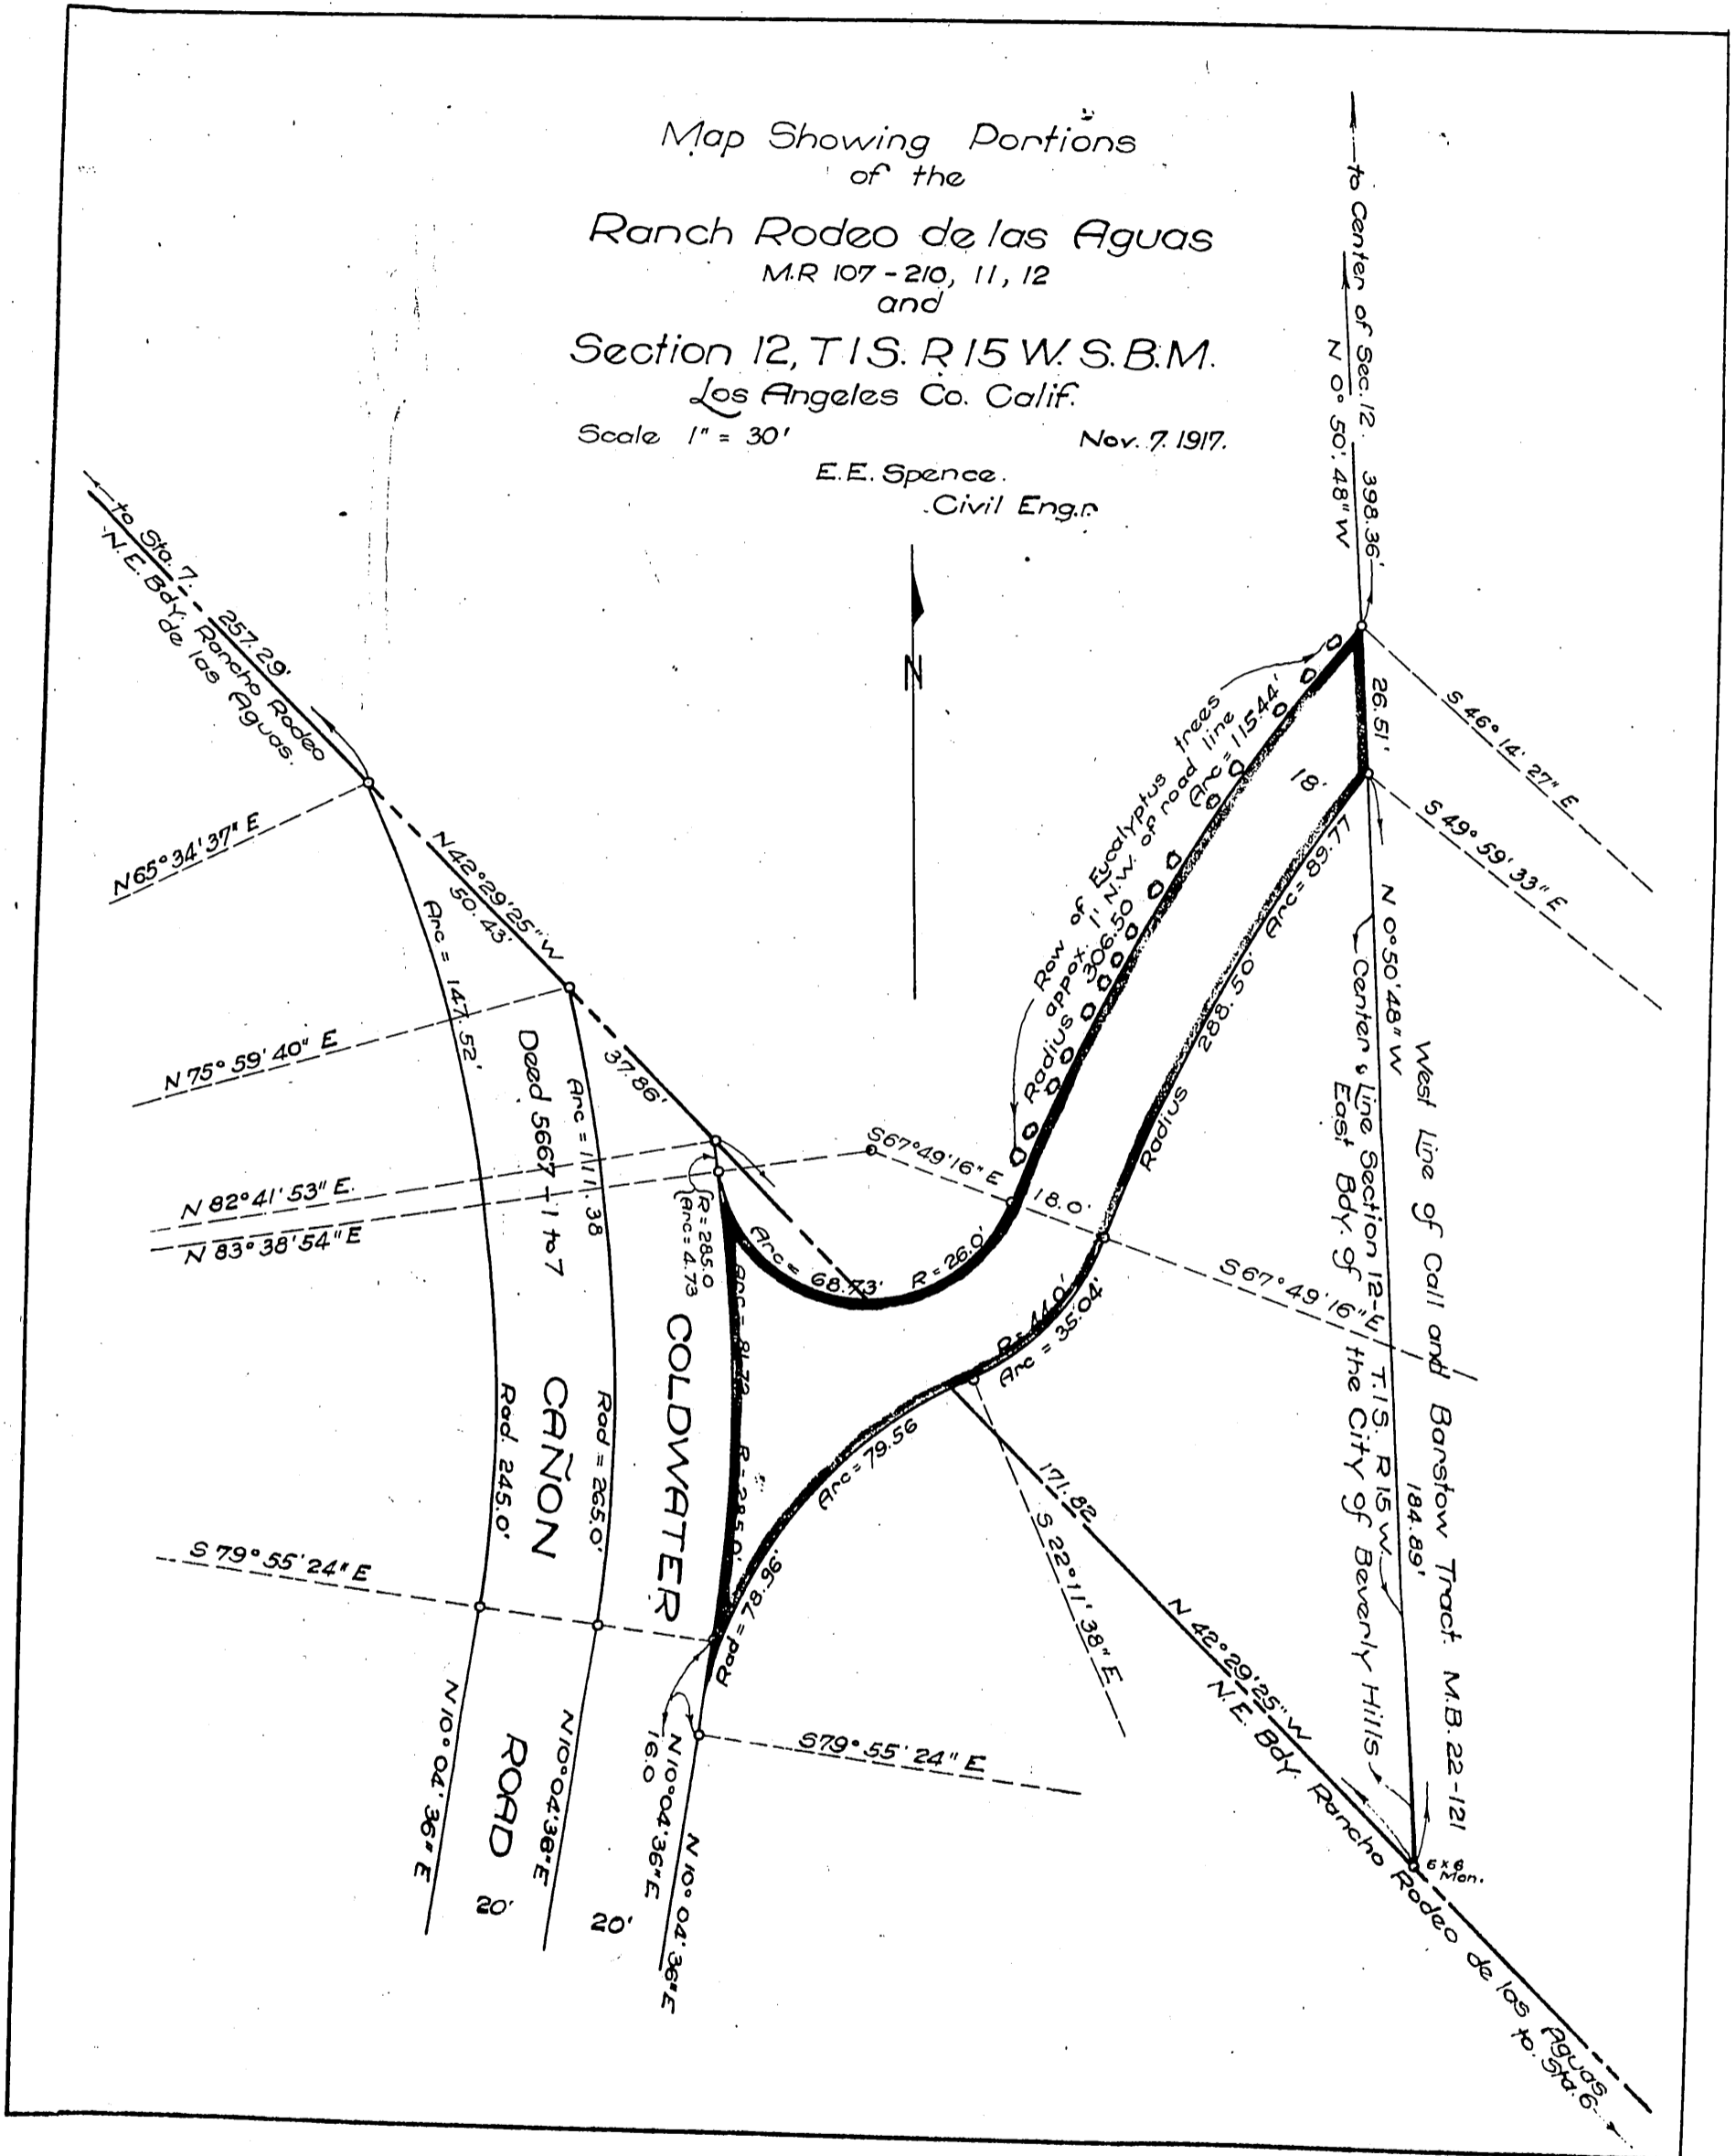 Map Showing Portions
of the
Ranch Rodeo de las Aguas
M.R 107 - 210, 11, 12
and
Section 12, T1S. R15 W. S.B.M.
Los Angeles Co. Calif.
Scale 1" = 30'
Nov. 7. 1917.
E.E. Spence.
Civil Eng.r.
N
to Center of Sec. 12. 398.36'
N 0° 50' 48" W
to Sta. 7.
257.29'
N.E. Bdy. Rancho Rodeo
de las Aguas.
N 65° 34' 37" E
N 42° 29' 25" W
50.43'
Arc = 147.52'
N 75° 59' 40" E
Deed 5667 - 1 to 7
Arc = 111.38
37.86'
N 82° 41' 53" E.
N 83° 38' 54" E
R = 285.0
Arc = 4.73
Arc = 68.73'
R = 26.0'
Row of Eucalyptus trees
appox. 1' N.W. of road line
Radius 306.50
Arc = 115.44'
26.51'
18'
S 46° 14' 27" E
S 49° 59' 33" E
Arc = 89.77
Radius 288.50'
S 67° 49' 16" E
18.0'
S 67° 49' 16" E
N 0° 50' 48" W
Center Line Section 12- T.1S. R15 W.
East Bdy. of the City of Beverly Hills
West Line of Call and Barstow Tract. M.B. 22-121
184.89'
R = 44.0'
Arc = 35.04'
Arc = 81.72
R = 285.0'
Arc = 79.56
Rad = 78.96'
COLDWATER
CAÑON
ROAD
Rad. 245.0'
Rad = 265.0'
S 79° 55' 24" E
S 79° 55' 24" E
N 10° 04' 36" E
N 10° 04' 36" E
N 10° 04' 36" E
16.0
N 10° 04' 36" E
20'
20'
171.82
S 22° 11' 38" E
N 42° 29' 25" W
N.E. Bdy. Rancho Rodeo de las Aguas
to. Sta. 6
6 x 6
Mon.